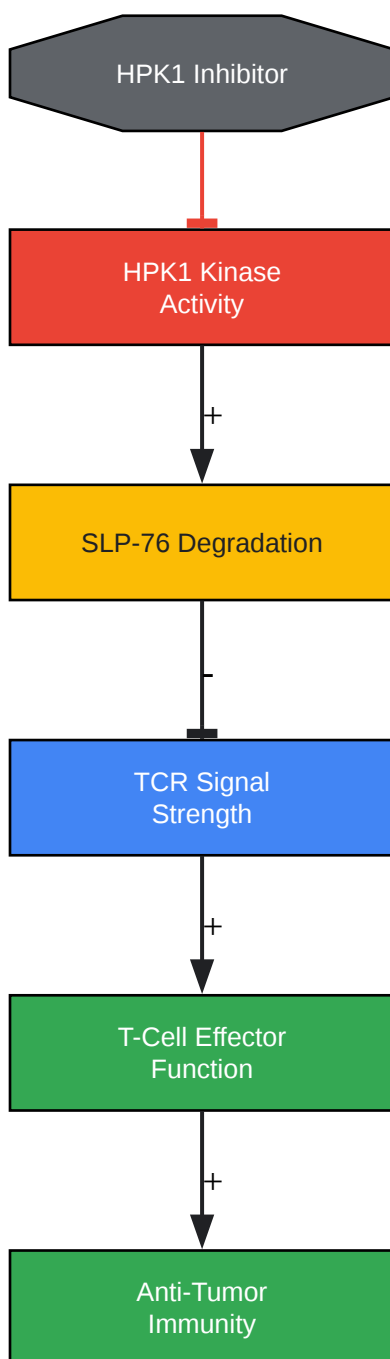 HPK1 Inhibitor
HPK1 Kinase
Activity
+
SLP-76 Degradation
-
TCR Signal
Strength
+
T-Cell Effector
Function
+
Anti-Tumor
Immunity